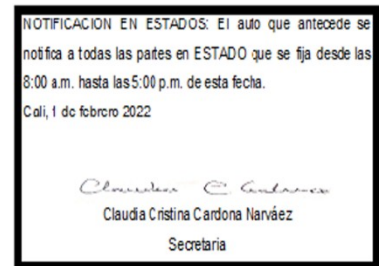 NOTIFICACION EN ESTADOS: El auto que antecede se
notifica a todas las partes en ESTADO que se fija desde las
8:00 a.m. hasta las 5:00 p.m. de esta fecha.
Cali, 1 de febrero 2022
Claudia C Cardona
Claudia Cristina Cardona Narváez
Secretaria